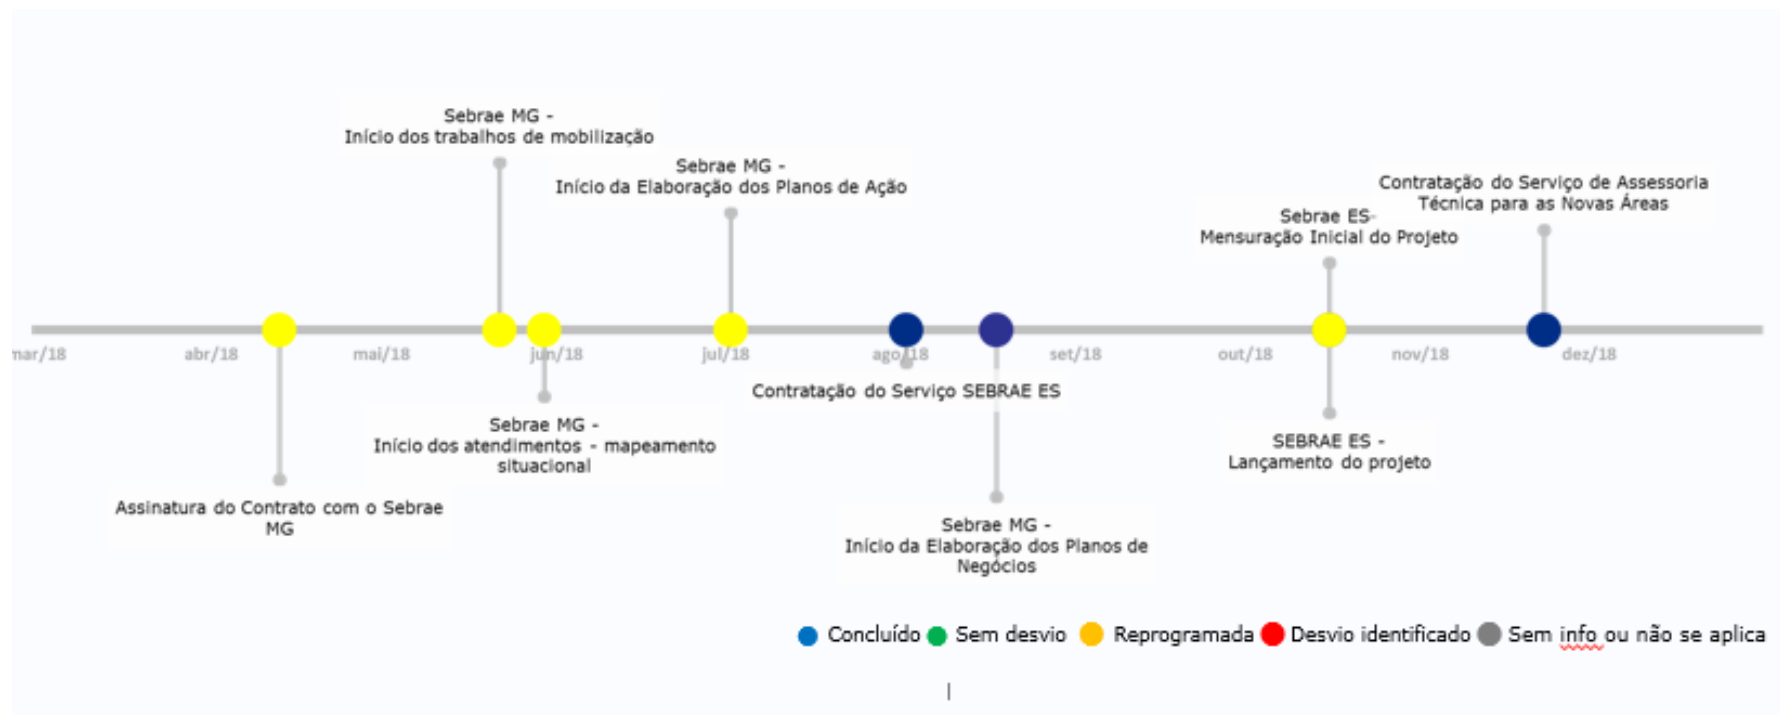 Sebrae MG -
Início dos trabalhos de mobilização
Sebrae MG -
Início da Elaboração dos Planos de Ação
Contratação do Serviço de Assessoria
Técnica para as Novas Áreas
Sebrae ES-
Mensuração Inicial do Projeto
mar/18 abr/18 mai/18 jun/18 jul/18 ago/18 set/18 out/18 nov/18 dez/18
Contratação do Serviço SEBRAE ES
Sebrae MG -
Início dos atendimentos - mapeamento
situacional
SEBRAE ES -
Lançamento do projeto
Assinatura do Contrato com o Sebrae
MG
Sebrae MG -
Início da Elaboração dos Planos de
Negócios
Concluído Sem desvio Reprogramada Desvio identificado Sem info ou não se aplica